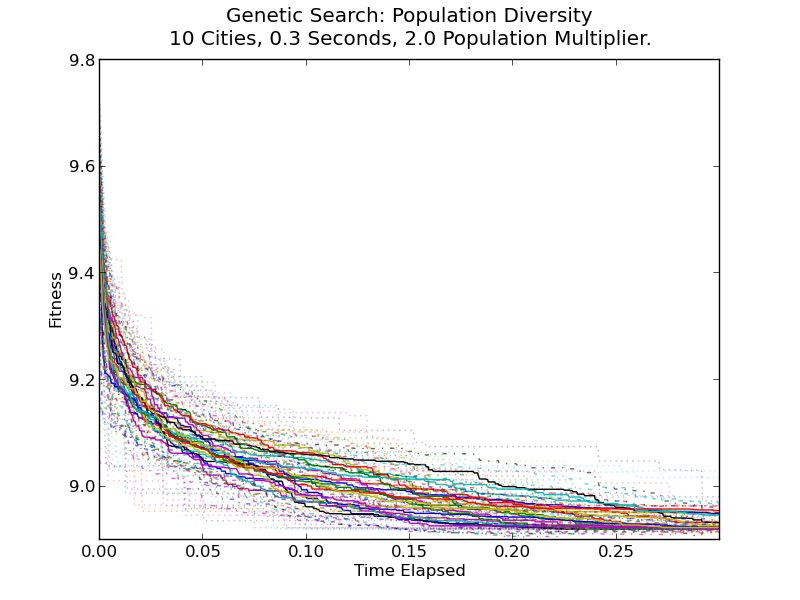 Genetic Search: Population Diversity
10 Cities, 0.3 Seconds, 2.0 Population Multiplier.
9.8
9.6
9.4
9.2
9.0
Fitness
0.00
0.05
0.10
0.15
0.20
0.25
Time Elapsed